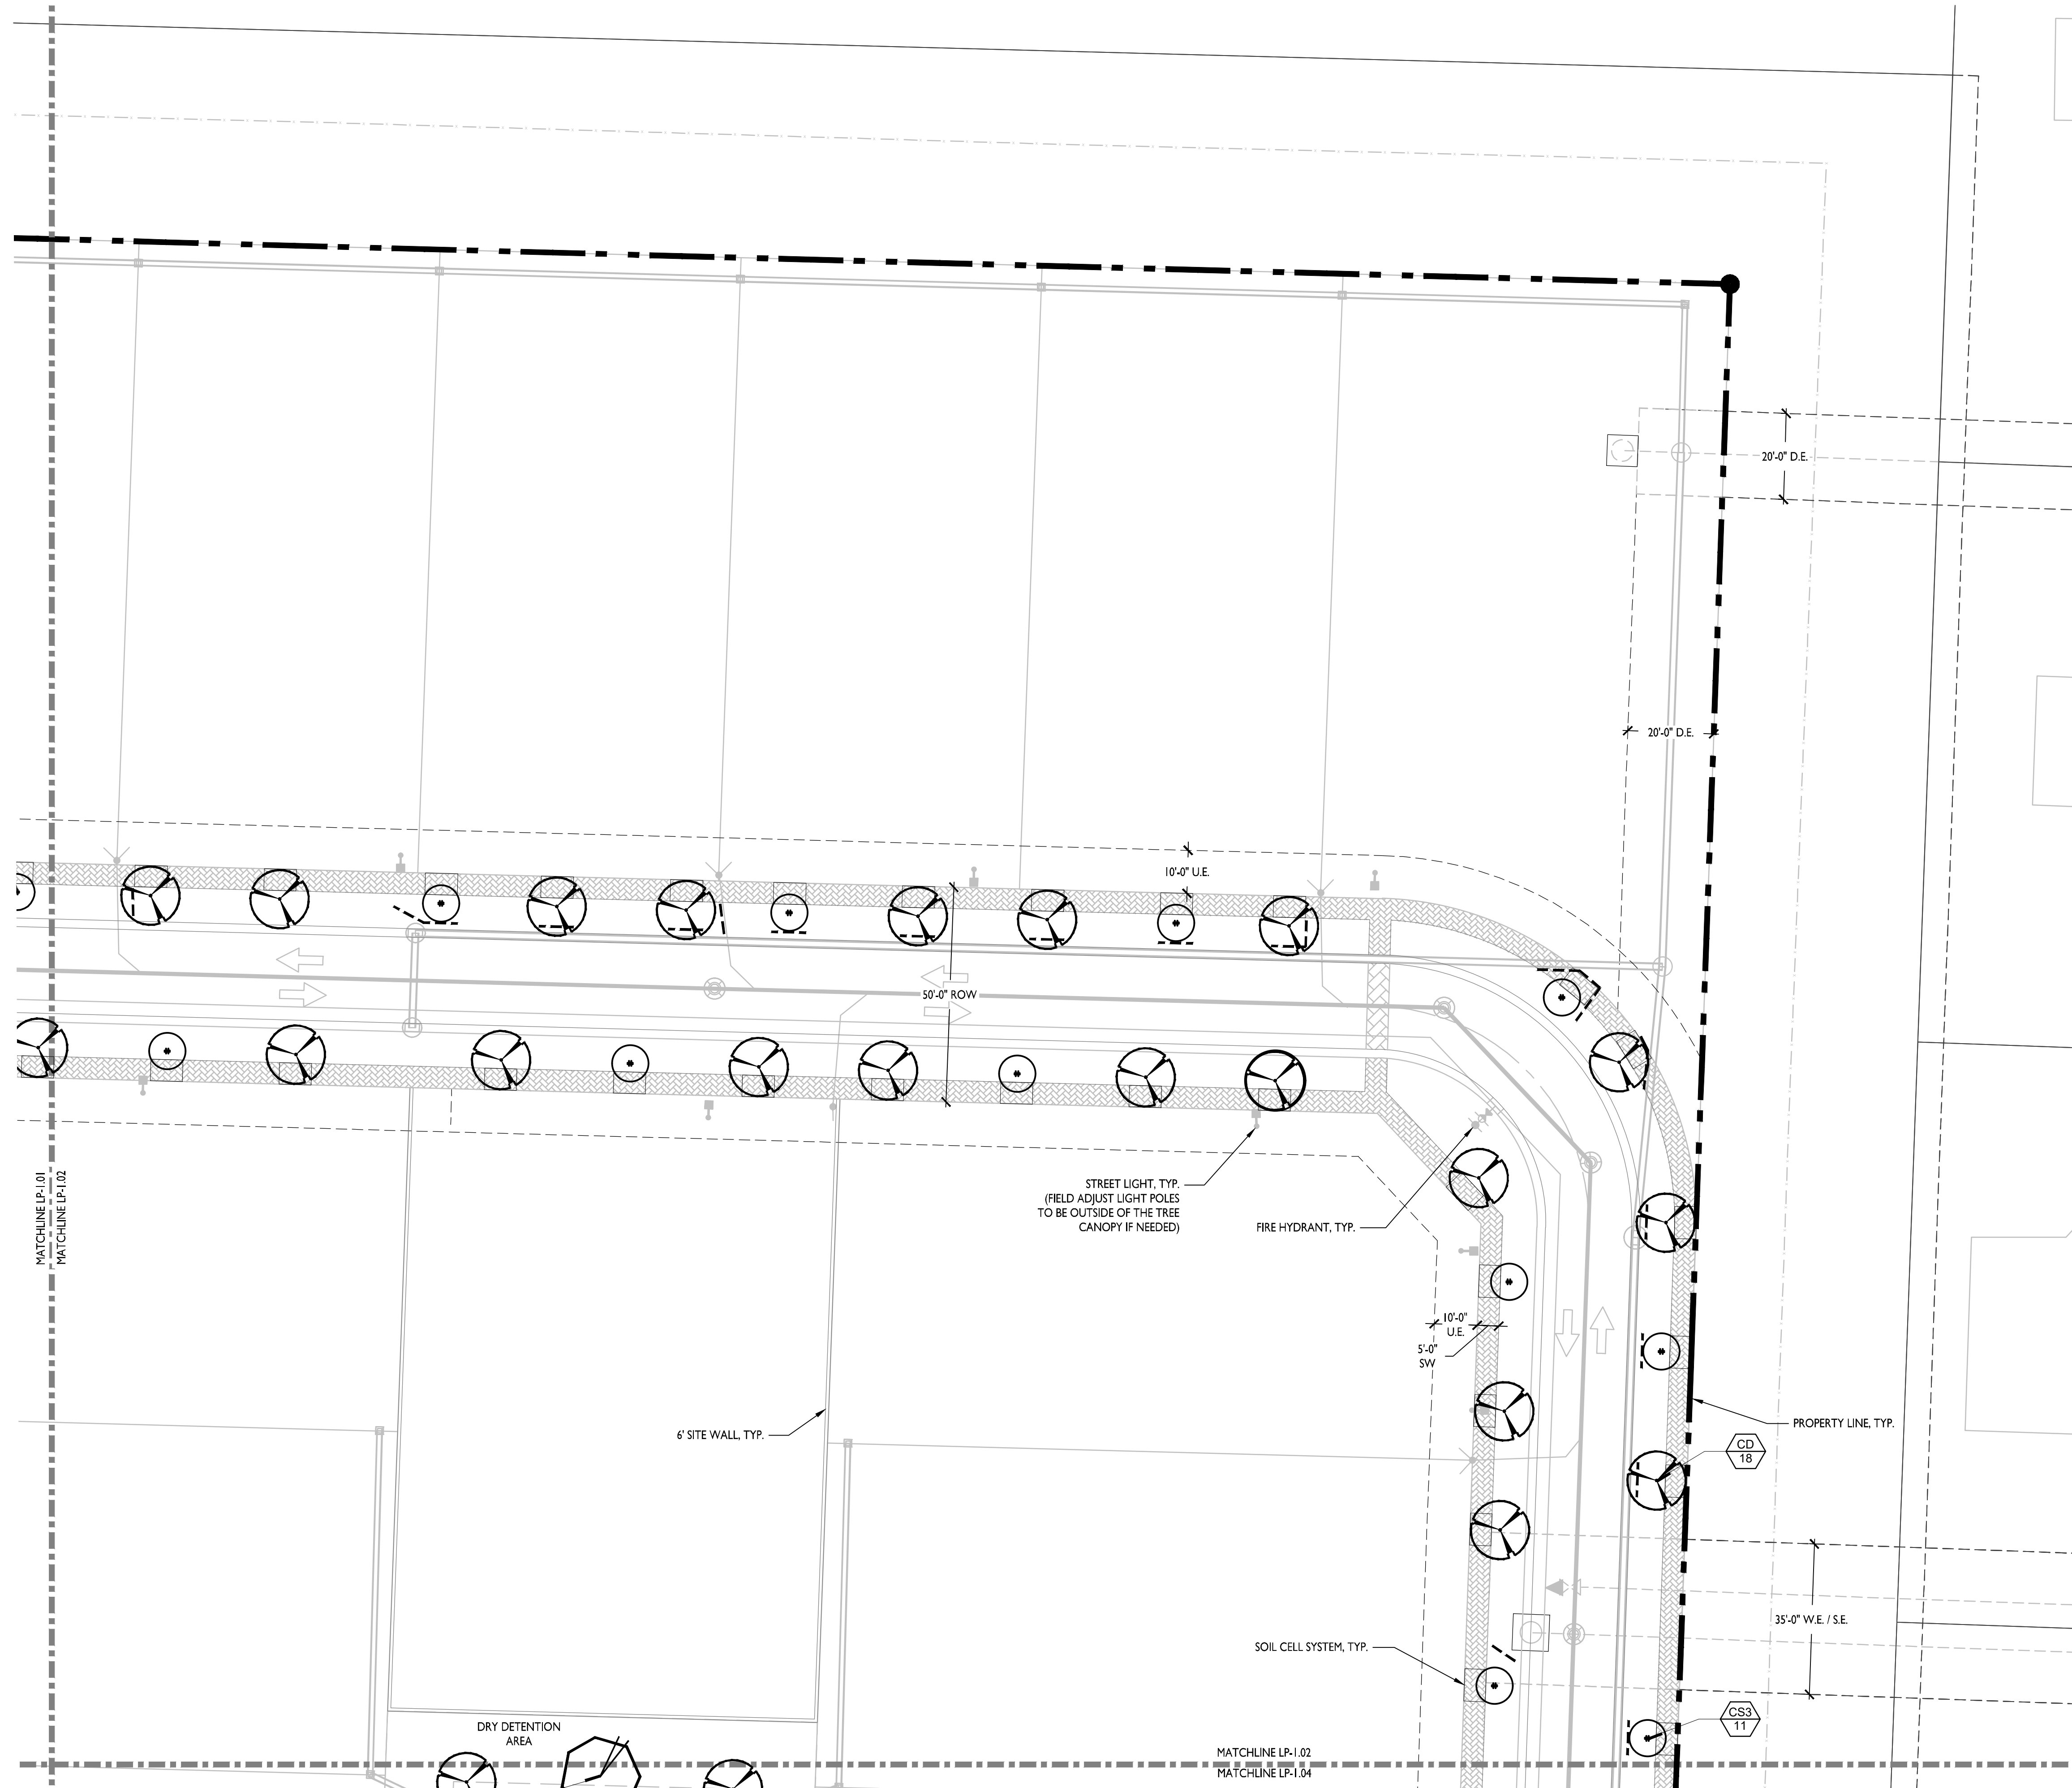 20'-0" D.E.
20'-0" D.E.
10'-0" U.E.
50'-0" ROW
MATCHLINE LP-1.01
MATCHLINE LP-1.02
STREET LIGHT, TYP.
(FIELD ADJUST LIGHT POLES
TO BE OUTSIDE OF THE TREE
CANOPY IF NEEDED)
FIRE HYDRANT, TYP.
10'-0"
U.E.
5'-0"
SW
6' SITE WALL, TYP.
PROPERTY LINE, TYP.
CD
18
35'-0" W.E. / S.E.
SOIL CELL SYSTEM, TYP.
CS3
11
DRY DETENTION
AREA
MATCHLINE LP-1.02
MATCHLINE LP-1.04